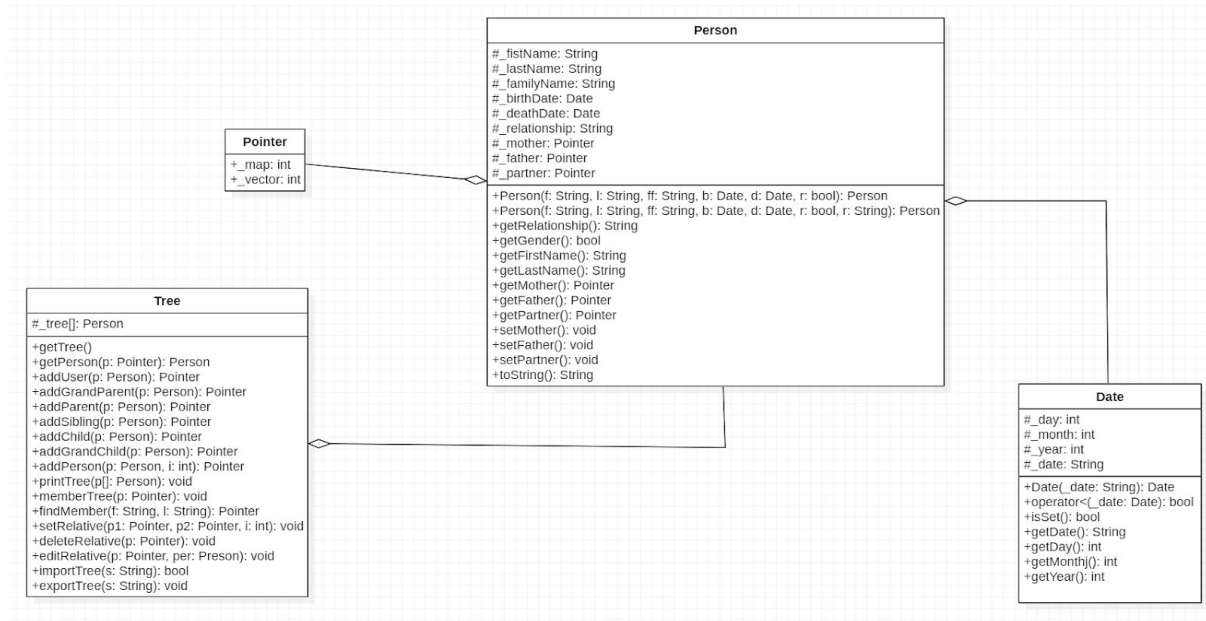 Person
#_fistName: String
#_lastName: String
#_familyName: String
#_birthDate: Date
#_deathDate: Date
#_relationship: String
#_mother: Pointer
#_father: Pointer
#_partner: Pointer
+Person(f: String, l: String, ff: String, b: Date, d: Date, r: bool): Person
+Person(f: String, l: String, ff: String, b: Date, d: Date, r: bool, r: String): Person
+getRelationship(): String
+getGender(): bool
+getFirstName(): String
+getLastName(): String
+getMother(): Pointer
+getFather(): Pointer
+getPartner(): Pointer
+setMother(): void
+setFather(): void
+setPartner(): void
+toString(): String
Pointer
+_map: int
+_vector: int
Tree
#_tree[]: Person
+getTree()
+getPerson(p: Pointer): Person
+addUser(p: Person): Pointer
+addGrandParent(p: Person): Pointer
+addParent(p: Person): Pointer
+addSibling(p: Person): Pointer
+addChild(p: Person): Pointer
+addGrandChild(p: Person): Pointer
+addPerson(p: Person, i: int): Pointer
+printTree(p[]: Person): void
+memberTree(p: Pointer): void
+findMember(f: String, l: String): Pointer
+setRelative(p1: Pointer, p2: Pointer, i: int): void
+deleteRelative(p: Pointer): void
+editRelative(p: Pointer, per: Preson): void
+importTree(s: String): bool
+exportTree(s: String): void
Date
#_day: int
#_month: int
#_year: int
#_date: String
+Date(_date: String): Date
+operator<(_date: Date): bool
+isSet(): bool
+getDate(): String
+getDay(): int
+getMonthj(): int
+getYear(): int